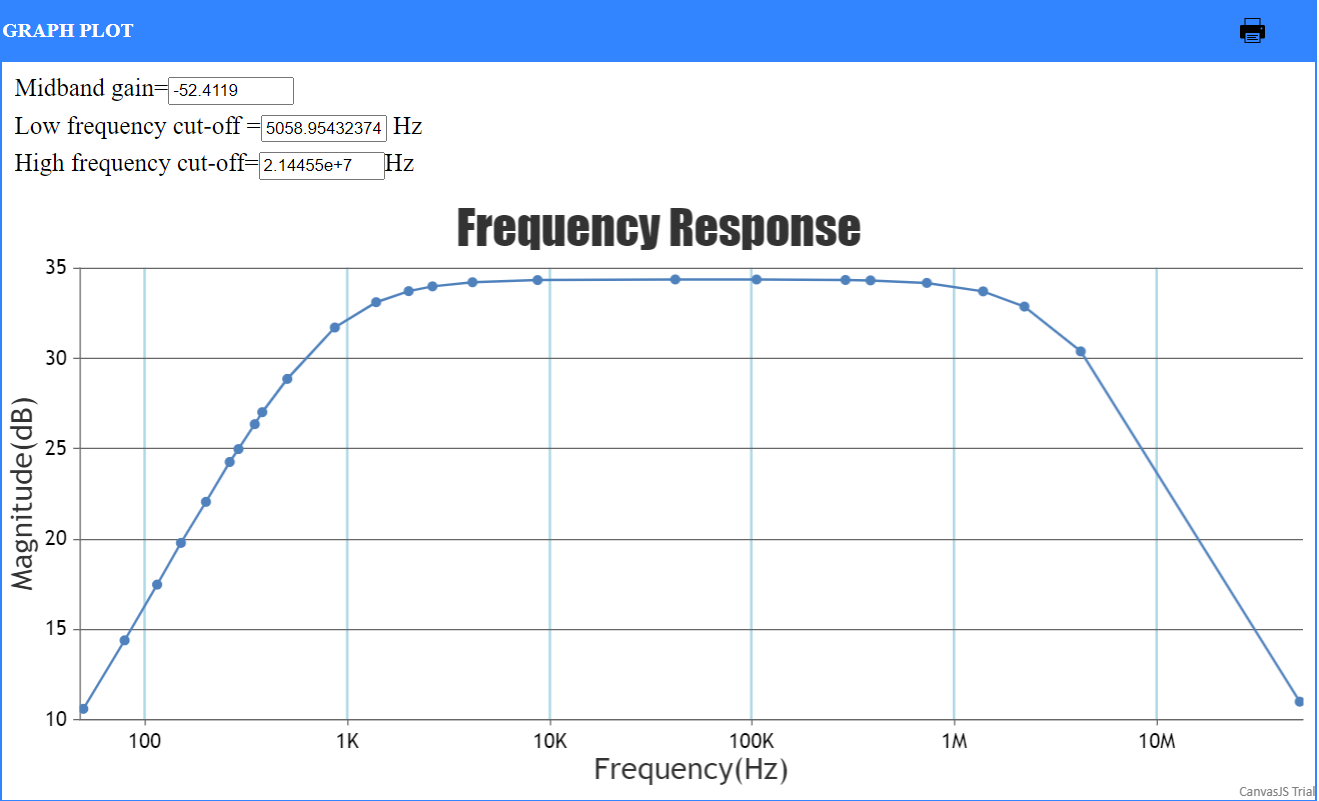 GRAPH PLOT
Midband gain=-52.4119
Low frequency cut-off =5058.95432374 Hz
High frequency cut-off=2.14455e+7 Hz
Frequency Response
35
30
25
20
15
10
Magnitude(dB)
100 1K 10K 100K 1M 10M
Frequency(Hz)
CanvasJS Trial